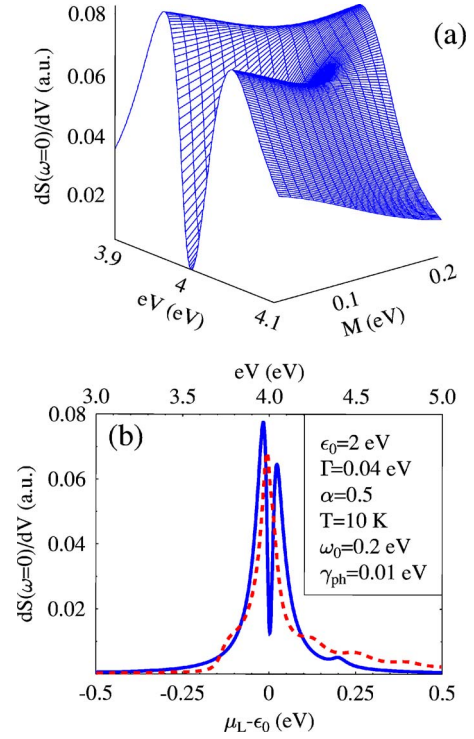 (a)
dS(ω=0)/dV (a.u.)
0.08
0.06
0.04
0.02
3.9
4
4.1
eV (eV)
0.1
0.2
M (eV)
eV (eV)
3.0 3.5 4.0 4.5 5.0
(b)
dS(ω=0)/dV (a.u.)
0.08
0.06
0.04
0.02
ϵ₀=2 eV
Γ=0.04 eV
α=0.5
T=10 K
ω₀=0.2 eV
γₚₕ=0.01 eV
-0.5 -0.25 0 0.25 0.5
μ_L-ϵ₀ (eV)